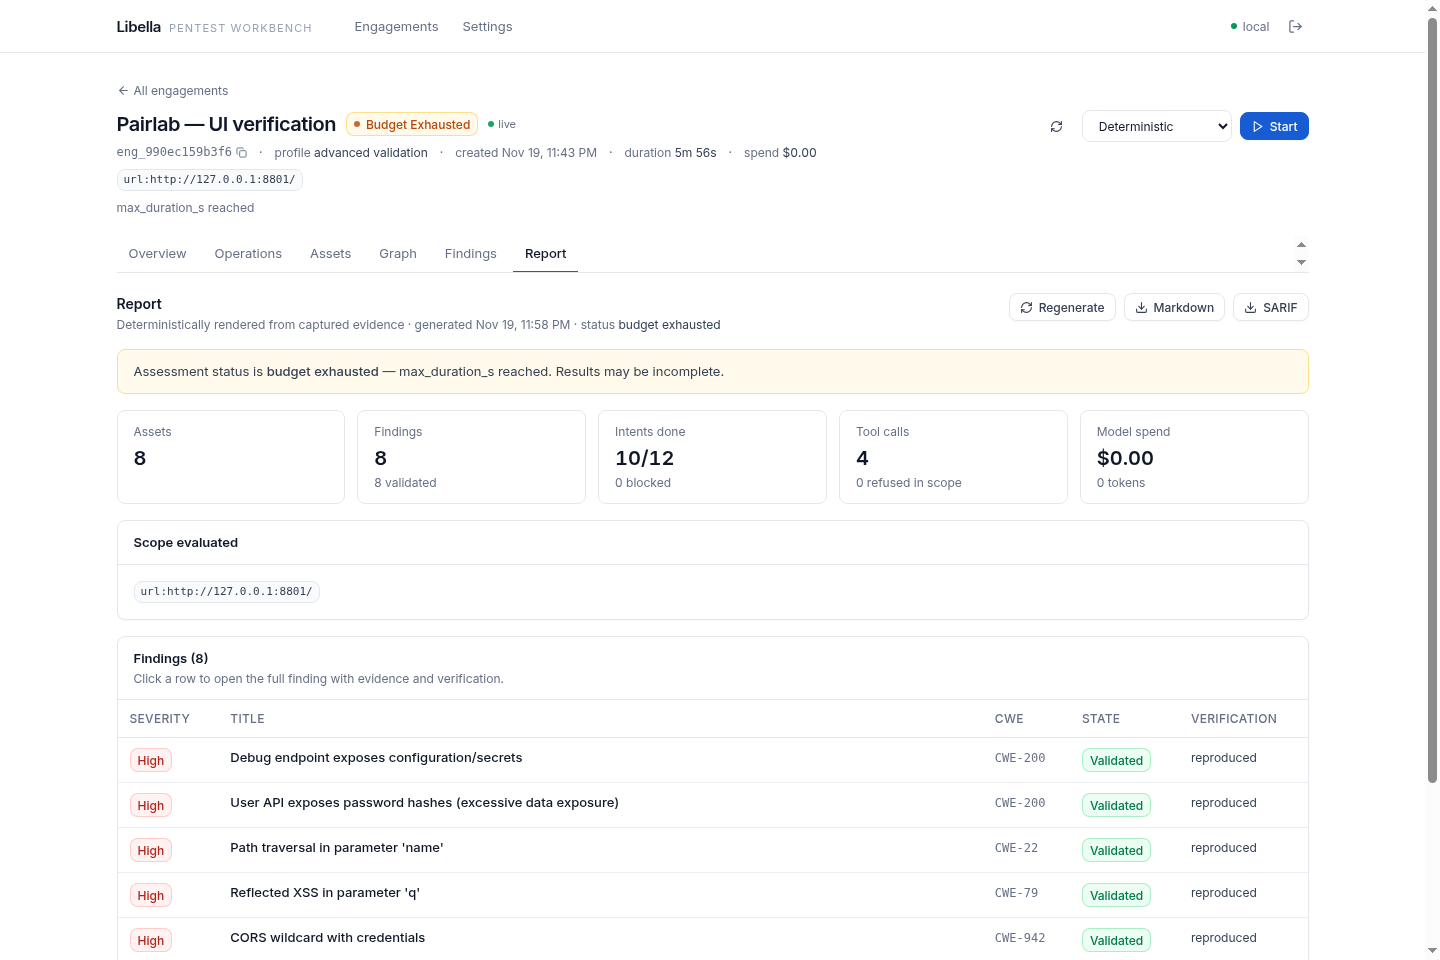 Libella PENTEST WORKBENCH Engagements Settings local
All engagements
Pairlab — UI verification Budget Exhausted live Deterministic Start
eng_990ec159b3f6 · profile advanced validation · created Nov 19, 11:43 PM · duration 5m 56s · spend $0.00
url:http://127.0.0.1:8801/
max_duration_s reached
Overview Operations Assets Graph Findings Report
Report
Deterministically rendered from captured evidence · generated Nov 19, 11:58 PM · status budget exhausted
Regenerate Markdown SARIF
Assessment status is budget exhausted — max_duration_s reached. Results may be incomplete.
Assets Findings Intents done Tool calls Model spend
8 8 10/12 4 $0.00
8 validated 0 blocked 0 refused in scope 0 tokens
Scope evaluated
url:http://127.0.0.1:8801/
Findings (8)
Click a row to open the full finding with evidence and verification.
SEVERITY TITLE CWE STATE VERIFICATION
High Debug endpoint exposes configuration/secrets CWE-200 Validated reproduced
High User API exposes password hashes (excessive data exposure) CWE-200 Validated reproduced
High Path traversal in parameter 'name' CWE-22 Validated reproduced
High Reflected XSS in parameter 'q' CWE-79 Validated reproduced
High CORS wildcard with credentials CWE-942 Validated reproduced